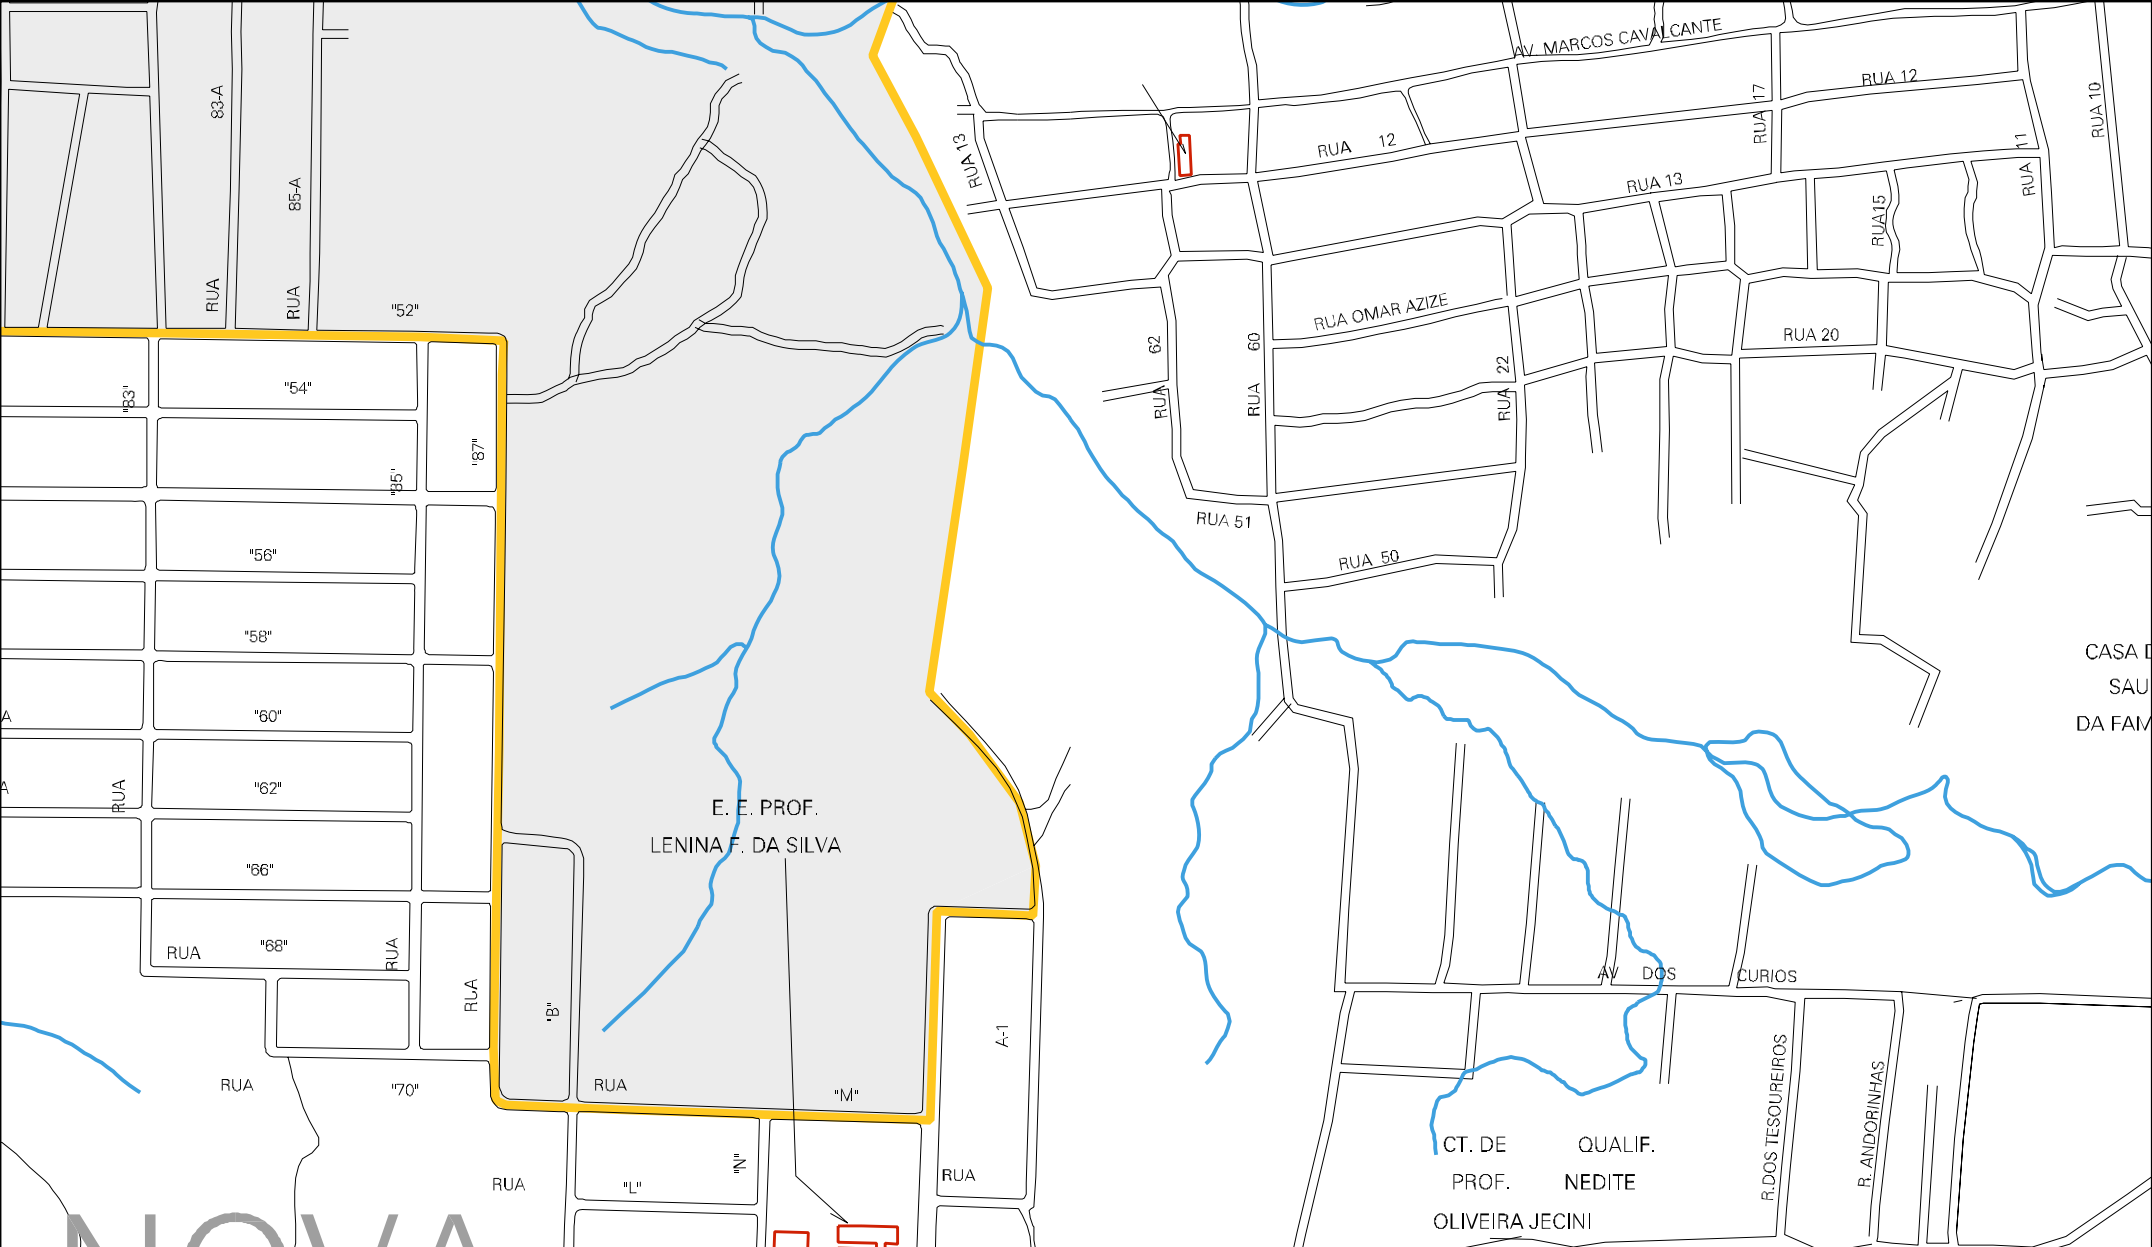 AV. MARCOS CAVALCANTE
RUA 12
RUA 17
RUA 10
83-A
RUA
85-A
RUA
RUA 13
RUA 12
RUA 11
RUA 13
RUA15
"52"
RUA OMAR AZIZE
RUA 20
62
RUA
60
RUA
22
RUA
"83"
"54"
"85"
"87"
RUA 51
RUA 50
"56"
"58"
"60"
A
"62"
A
RUA
"66"
RUA "68"
RUA
RUA
"B"
E. E. PROF.
LENINA F. DA SILVA
CASA D
SAU
DA FAM
AV DOS CURIOS
A-1
RUA "70"
RUA "M"
R.DOS TESOUREIROS
R. ANDORINHAS
CT. DE QUALIF.
PROF. NEDITE
OLIVEIRA JECINI
RUA "L"
"N"
RUA
NOVA